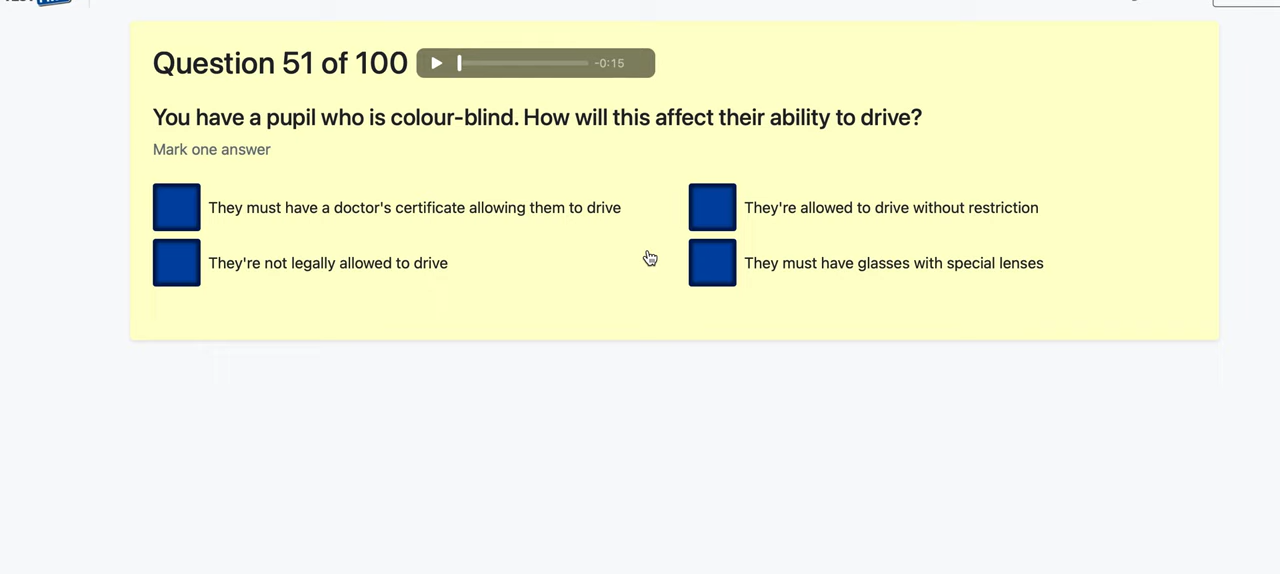 Question 51 of 100
-0:15
You have a pupil who is colour-blind. How will this affect their ability to drive?
Mark one answer
They must have a doctor's certificate allowing them to drive
They're allowed to drive without restriction
They're not legally allowed to drive
They must have glasses with special lenses